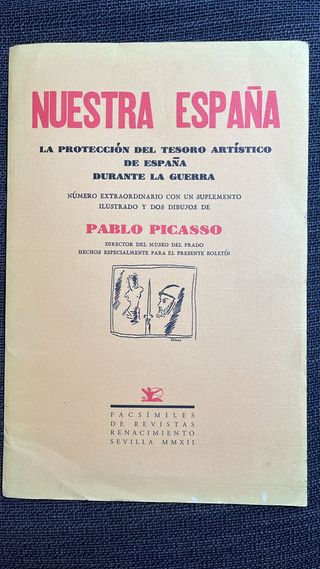 NUESTRA ESPAÑA
LA PROTECCIÓN DEL TESORO ARTÍSTICO
DE ESPAÑA
DURANTE LA GUERRA
NÚMERO EXTRAORDINARIO CON UN SUPLEMENTO
ILUSTRADO Y DOS DIBUJOS DE
PABLO PICASSO
DIRECTOR DEL MUSEO DEL PRADO
HECHOS ESPECIALMENTE PARA EL PRESENTE BOLETÍN
FACSÍMILES
DE REVISTAS
RENACIMIENTO
SEVILLA MMXII